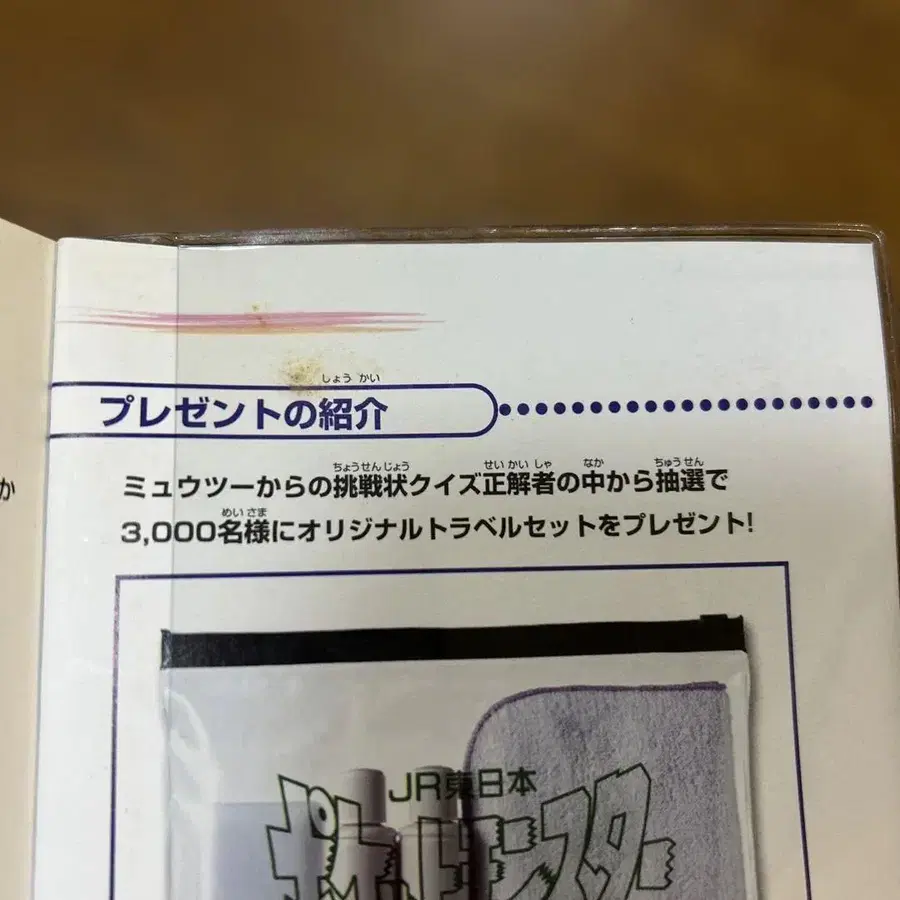 か
プレゼントの紹介
しょうかい
ミュウツーからの挑戦状クイズ正解者の中から抽選で
ちょうせんじょう せいかいしゃ なか ちゅうせん
3,000名様にオリジナルトラベルセットをプレゼント!
めいさま
JR東日本
ポケットモンスター